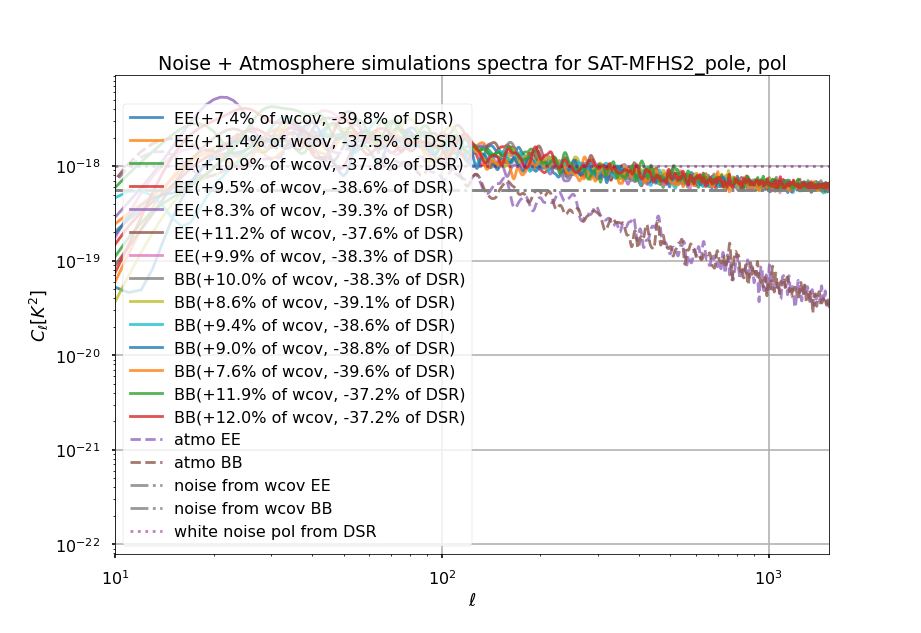 Noise + Atmosphere simulations spectra for SAT-MFHS2_pole, pol
EE(+7.4% of wcov, -39.8% of DSR)
EE(+11.4% of wcov, -37.5% of DSR)
EE(+10.9% of wcov, -37.8% of DSR)
EE(+9.5% of wcov, -38.6% of DSR)
EE(+8.3% of wcov, -39.3% of DSR)
EE(+11.2% of wcov, -37.6% of DSR)
EE(+9.9% of wcov, -38.3% of DSR)
BB(+10.0% of wcov, -38.3% of DSR)
BB(+8.6% of wcov, -39.1% of DSR)
BB(+9.4% of wcov, -38.6% of DSR)
BB(+9.0% of wcov, -38.8% of DSR)
BB(+7.6% of wcov, -39.6% of DSR)
BB(+11.9% of wcov, -37.2% of DSR)
BB(+12.0% of wcov, -37.2% of DSR)
atmo EE
atmo BB
noise from wcov EE
noise from wcov BB
white noise pol from DSR
10⁻¹⁸
10⁻¹⁹
10⁻²⁰
10⁻²¹
10⁻²²
C_ℓ[K²]
10¹ 10² 10³
ℓ